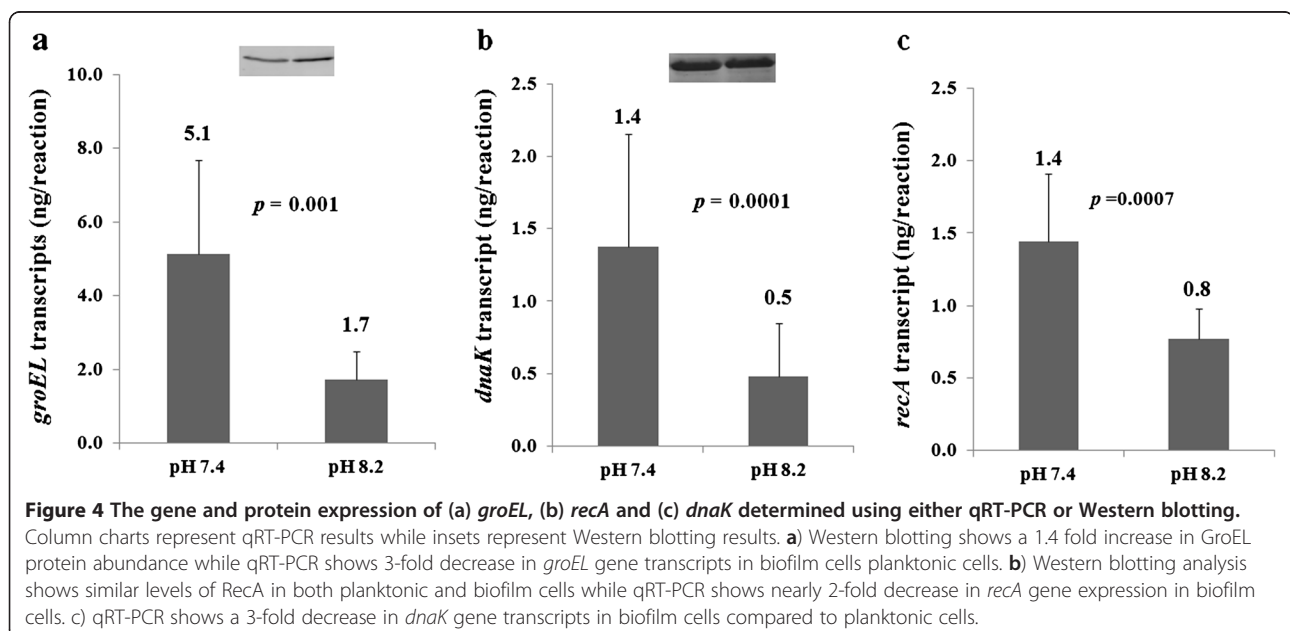 a
10.0
8.0
6.0
4.0
2.0
0.0
groEL transcripts (ng/reaction)
5.1
p = 0.001
1.7
pH 7.4 pH 8.2
b
2.5
2.0
1.5
1.0
0.5
0.0
dnaK transcript (ng/reaction)
1.4
p = 0.0001
0.5
pH 7.4 pH 8.2
c
2.5
2.0
1.5
1.0
0.5
0.0
recA transcript (ng/reaction)
1.4
p =0.0007
0.8
pH 7.4 pH 8.2
Figure 4 The gene and protein expression of (a) groEL, (b) recA and (c) dnaK determined using either qRT-PCR or Western blotting.
Column charts represent qRT-PCR results while insets represent Western blotting results. a) Western blotting shows a 1.4 fold increase in GroEL
protein abundance while qRT-PCR shows 3-fold decrease in groEL gene transcripts in biofilm cells planktonic cells. b) Western blotting analysis
shows similar levels of RecA in both planktonic and biofilm cells while qRT-PCR shows nearly 2-fold decrease in recA gene expression in biofilm
cells. c) qRT-PCR shows a 3-fold decrease in dnaK gene transcripts in biofilm cells compared to planktonic cells.